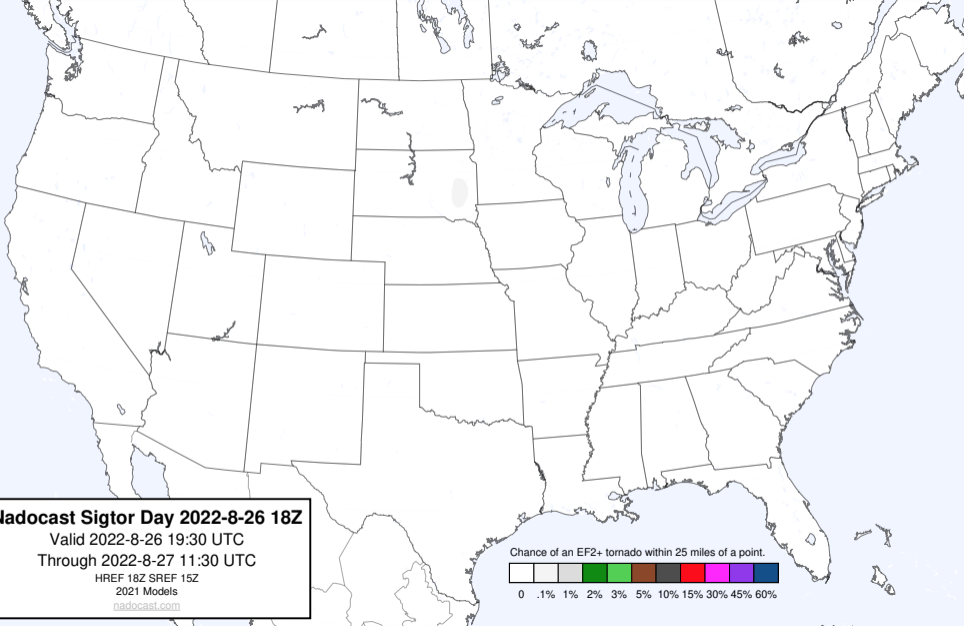 Nadocast Sigtor Day 2022-8-26 18Z
Valid 2022-8-26 19:30 UTC
Through 2022-8-27 11:30 UTC
HREF 18Z SREF 15Z
2021 Models
nadocast.com
Chance of an EF2+ tornado within 25 miles of a point.
0 .1% 1% 2% 3% 5% 10% 15% 30% 45% 60%